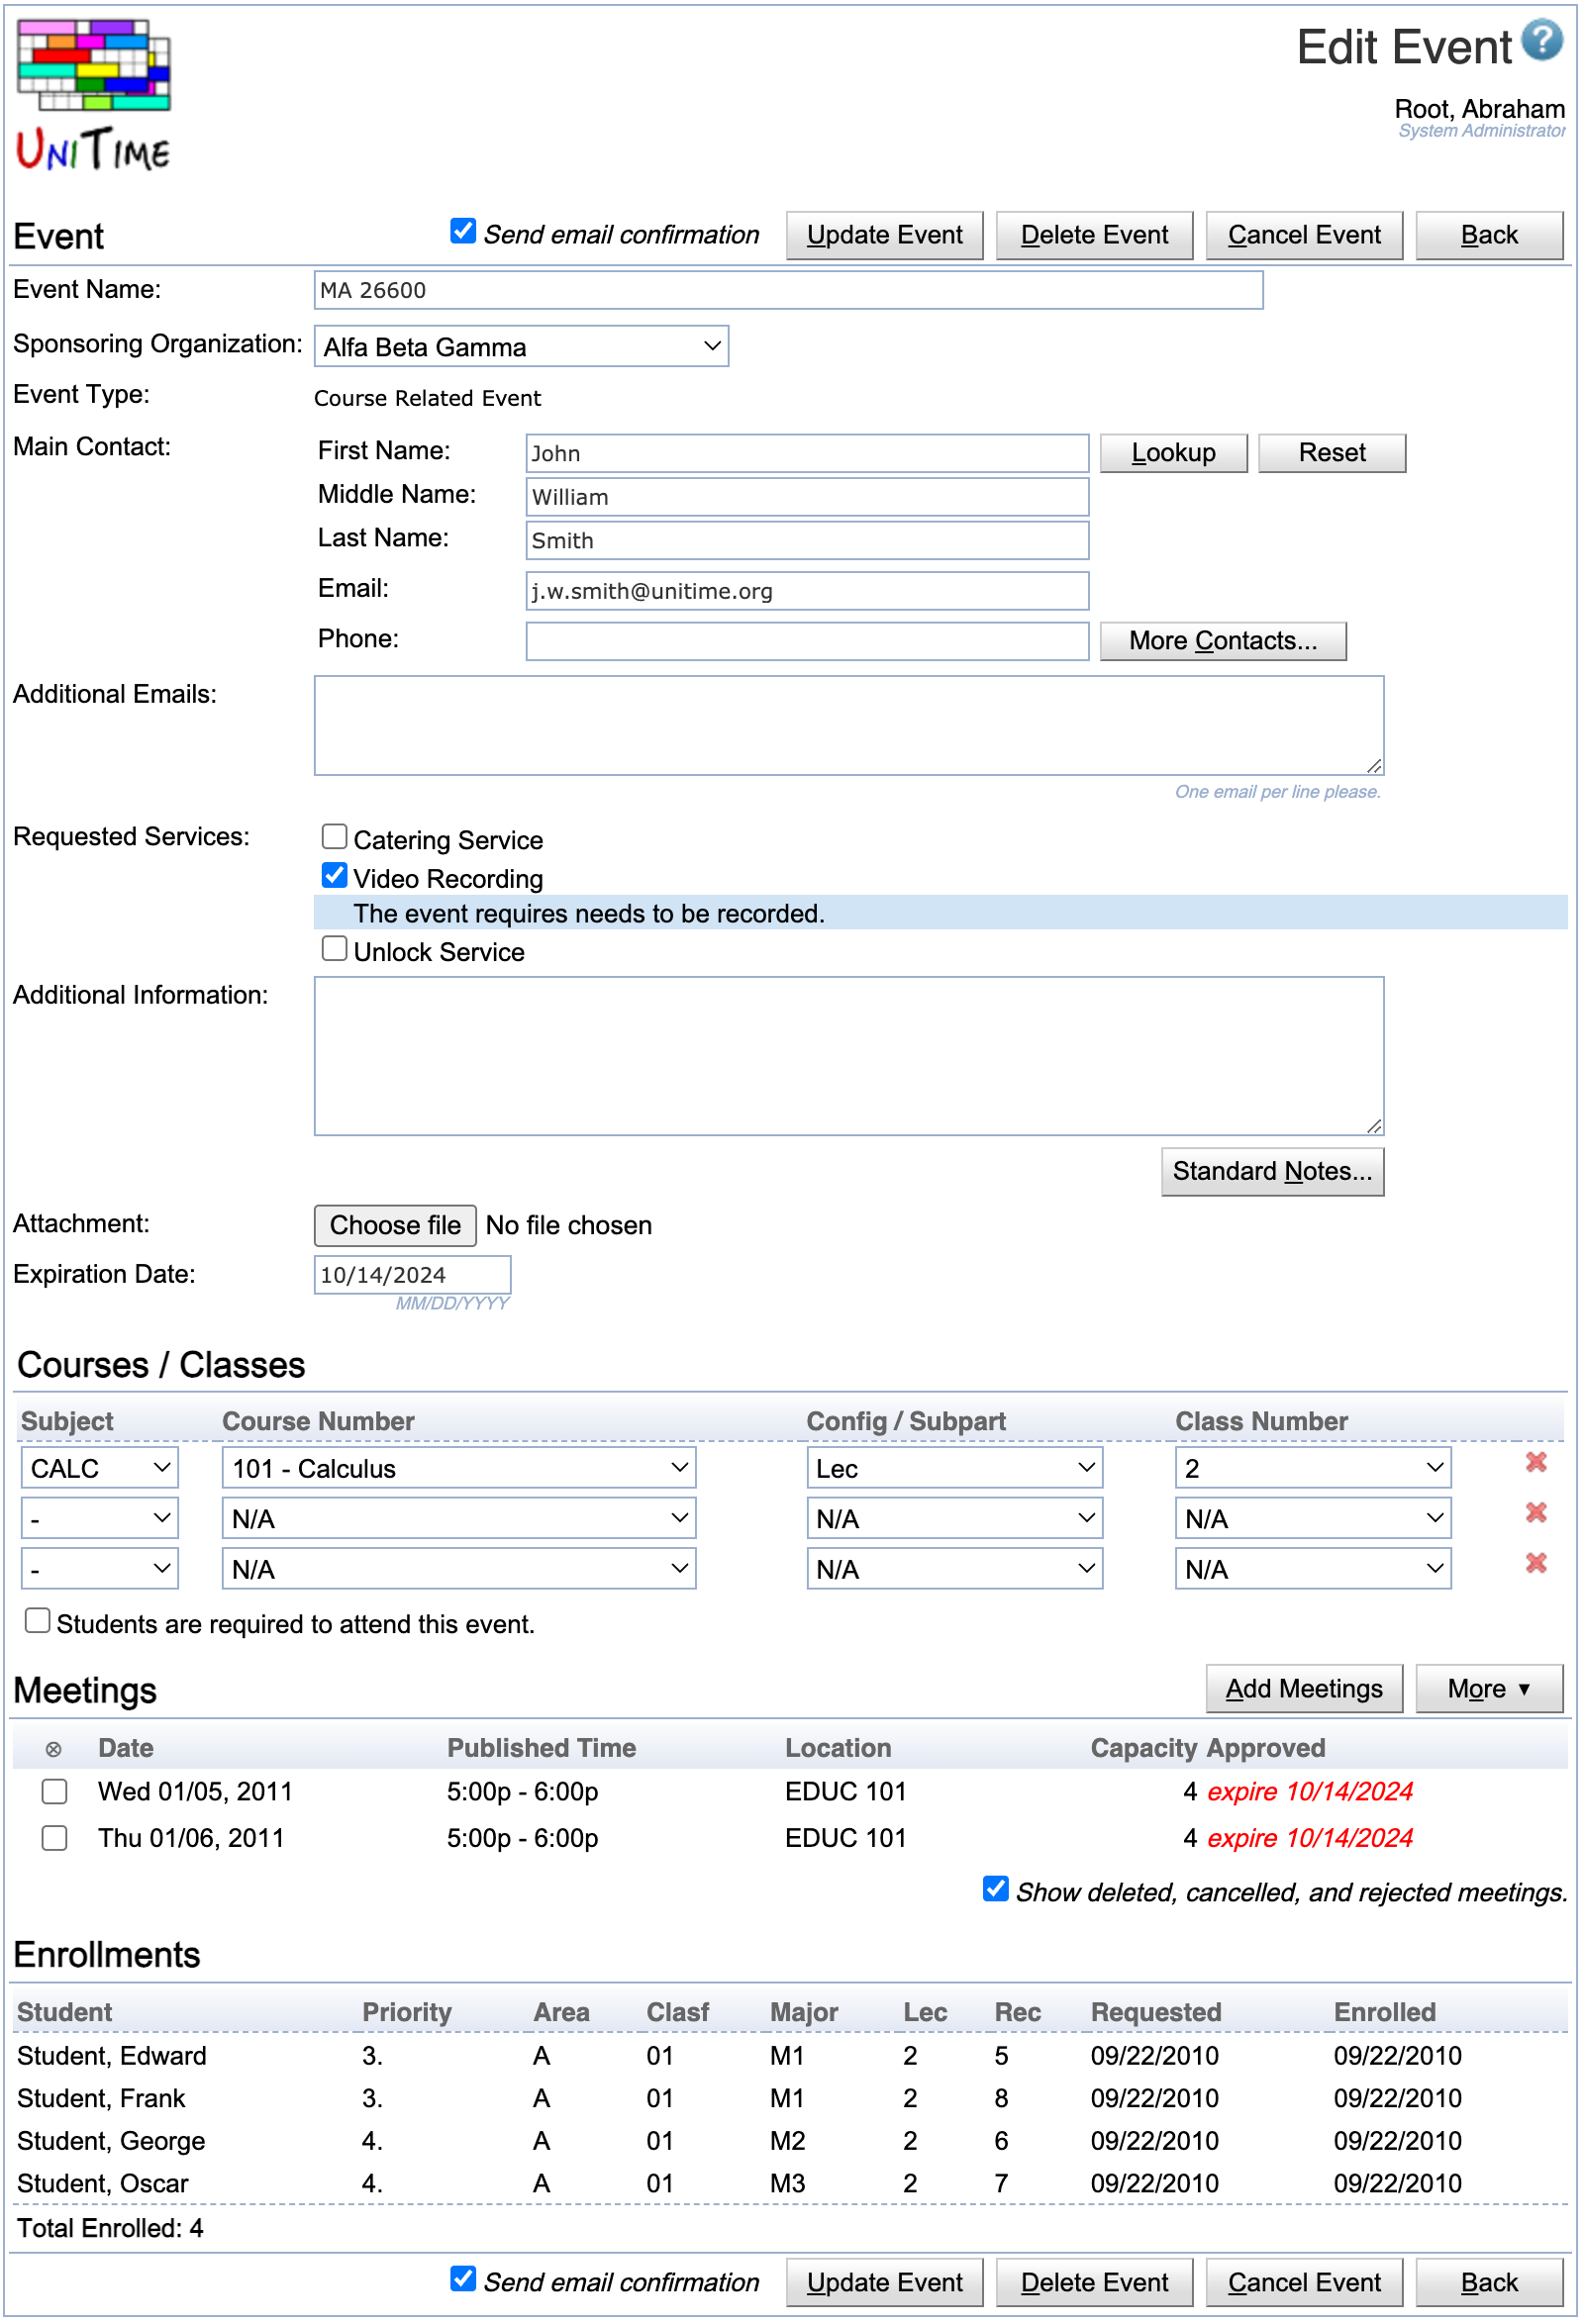 UniTime
Edit Event ?
Root, Abraham
System Administrator
Event Send email confirmation Update Event Delete Event Cancel Event Back
Event Name: MA 26600
Sponsoring Organization: Alfa Beta Gamma
Event Type: Course Related Event
Main Contact: First Name: John Lookup Reset
Middle Name: William
Last Name: Smith
Email: j.w.smith@unitime.org
Phone: More Contacts...
Additional Emails:
One email per line please.
Requested Services: Catering Service
Video Recording
The event requires needs to be recorded.
Unlock Service
Additional Information:
Standard Notes...
Attachment: Choose file No file chosen
Expiration Date: 10/14/2024
MM/DD/YYYY
Courses / Classes
Subject Course Number Config / Subpart Class Number
CALC 101 - Calculus Lec 2
- N/A N/A N/A
- N/A N/A N/A
Students are required to attend this event.
Meetings Add Meetings More ▼
⊗ Date Published Time Location Capacity Approved
Wed 01/05, 2011 5:00p - 6:00p EDUC 101 4 expire 10/14/2024
Thu 01/06, 2011 5:00p - 6:00p EDUC 101 4 expire 10/14/2024
Show deleted, cancelled, and rejected meetings.
Enrollments
Student Priority Area Clasf Major Lec Rec Requested Enrolled
Student, Edward 3. A 01 M1 2 5 09/22/2010 09/22/2010
Student, Frank 3. A 01 M1 2 8 09/22/2010 09/22/2010
Student, George 4. A 01 M2 2 6 09/22/2010 09/22/2010
Student, Oscar 4. A 01 M3 2 7 09/22/2010 09/22/2010
Total Enrolled: 4
Send email confirmation Update Event Delete Event Cancel Event Back